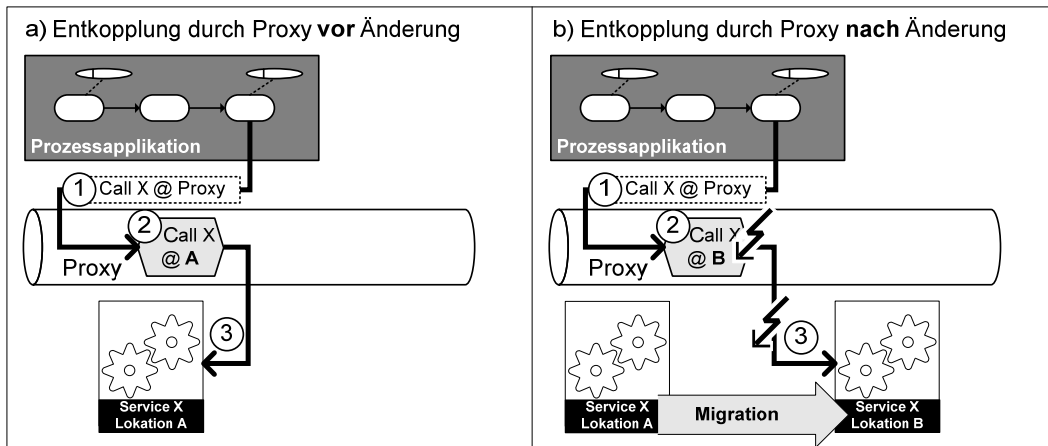 a) Entkopplung durch Proxy vor Änderung
Prozessapplikation
1
Call X @ Proxy
2
Call X
@ A
Proxy
3
Service X
Lokation A
b) Entkopplung durch Proxy nach Änderung
Prozessapplikation
1
Call X @ Proxy
2
Call X
@ B
Proxy
3
Service X
Lokation A
Migration
Service X
Lokation B